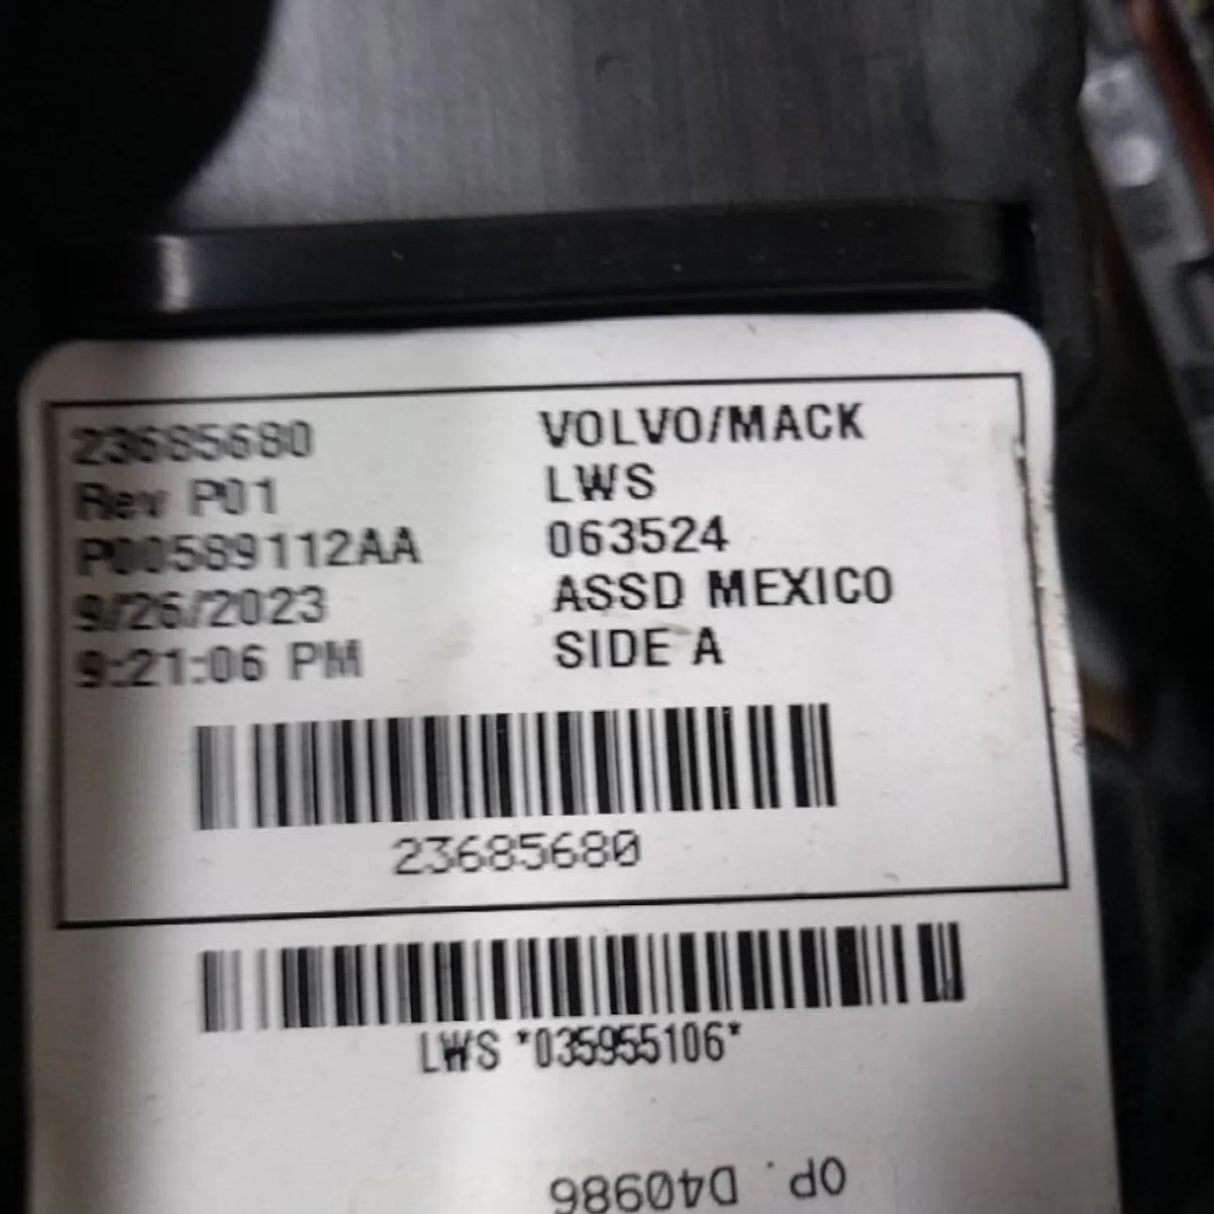 23685680
Rev P01
P00589112AA
9/26/2023
9:21:06 PM
VOLVO/MACK
LWS
063524
ASSD MEXICO
SIDE A
23685680
LWS *035955106*
OP. D40986